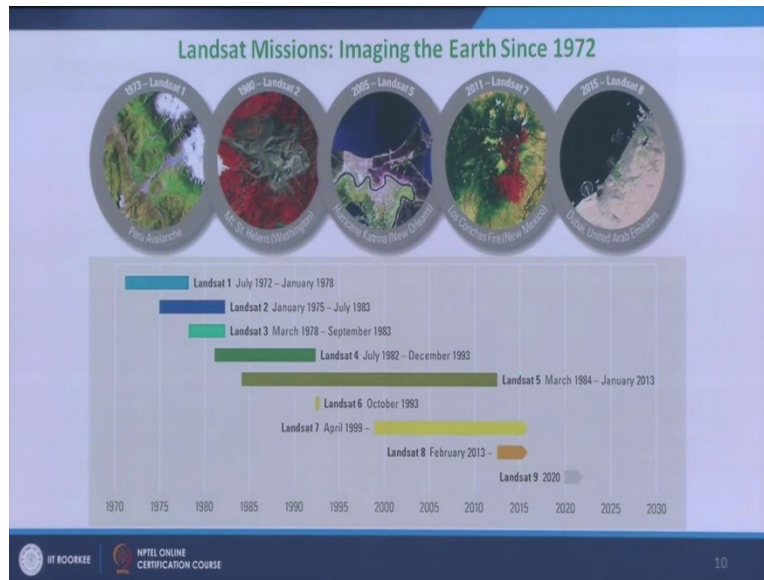 Landsat Missions: Imaging the Earth Since 1972
1973 – Landsat 1
1980 – Landsat 2
2005 – Landsat 5
2011 – Landsat 7
2015 – Landsat 8
Peru Avalanche
Mt. St. Helens (Washington)
Hurricane Katrina (New Orleans)
Los Conchas Fire (New Mexico)
Dubai, United Arab Emirates
Landsat 1 July 1972 – January 1978
Landsat 2 January 1975 – July 1983
Landsat 3 March 1978 – September 1983
Landsat 4 July 1982 – December 1993
Landsat 5 March 1984 – January 2013
Landsat 6 October 1993
Landsat 7 April 1999 –
Landsat 8 February 2013 –
Landsat 9 2020
1970 1975 1980 1985 1990 1995 2000 2005 2010 2015 2020 2025 2030
IIT ROORKEE
NPTEL ONLINE
CERTIFICATION COURSE
10